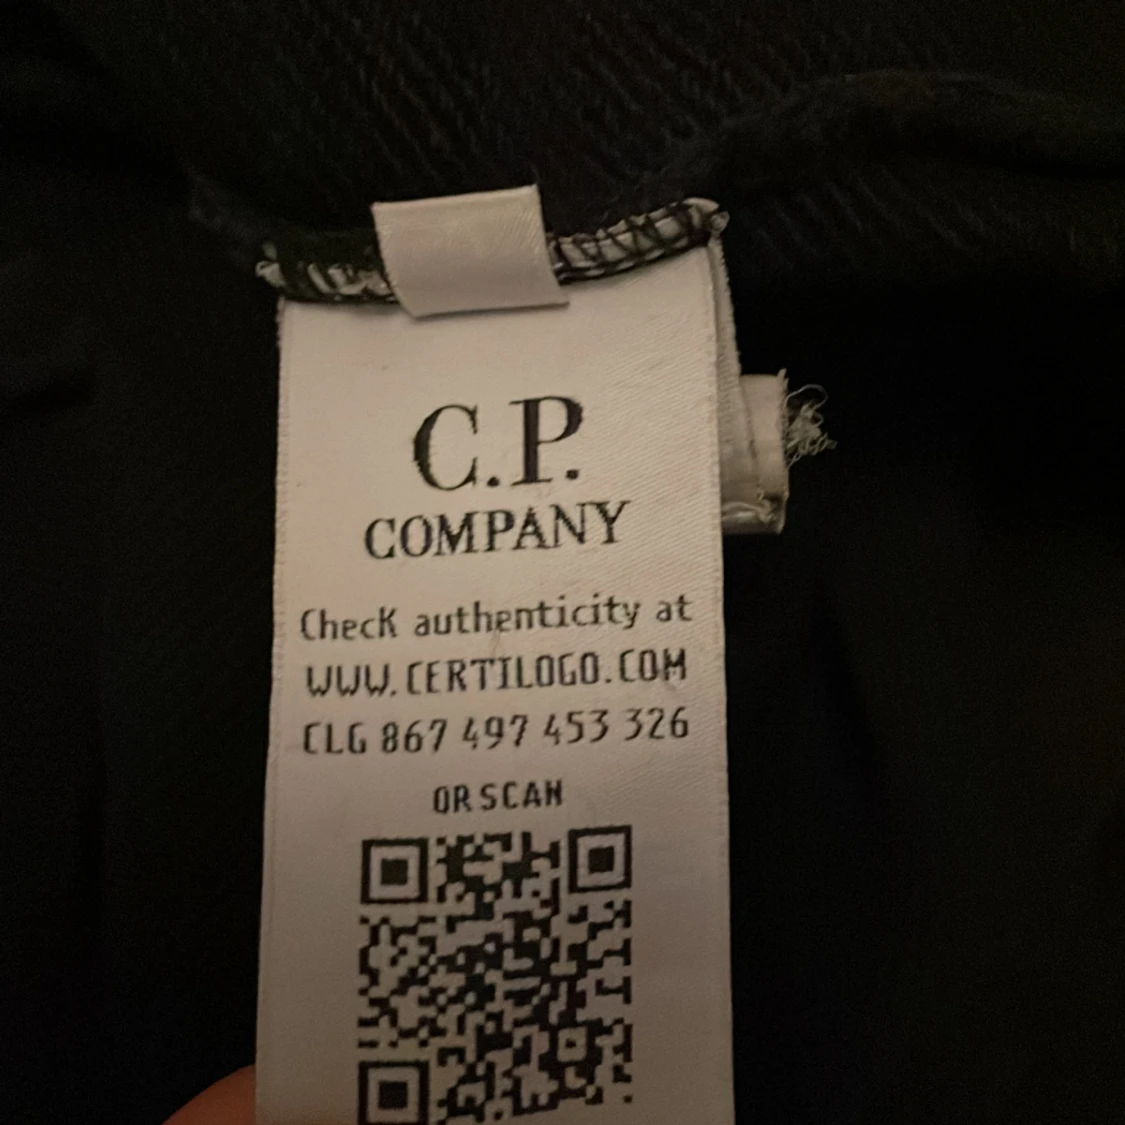 C.P.
COMPANY
Check authenticity at
WWW.CERTILOGO.COM
CLG 867 497 453 326
OR SCAN